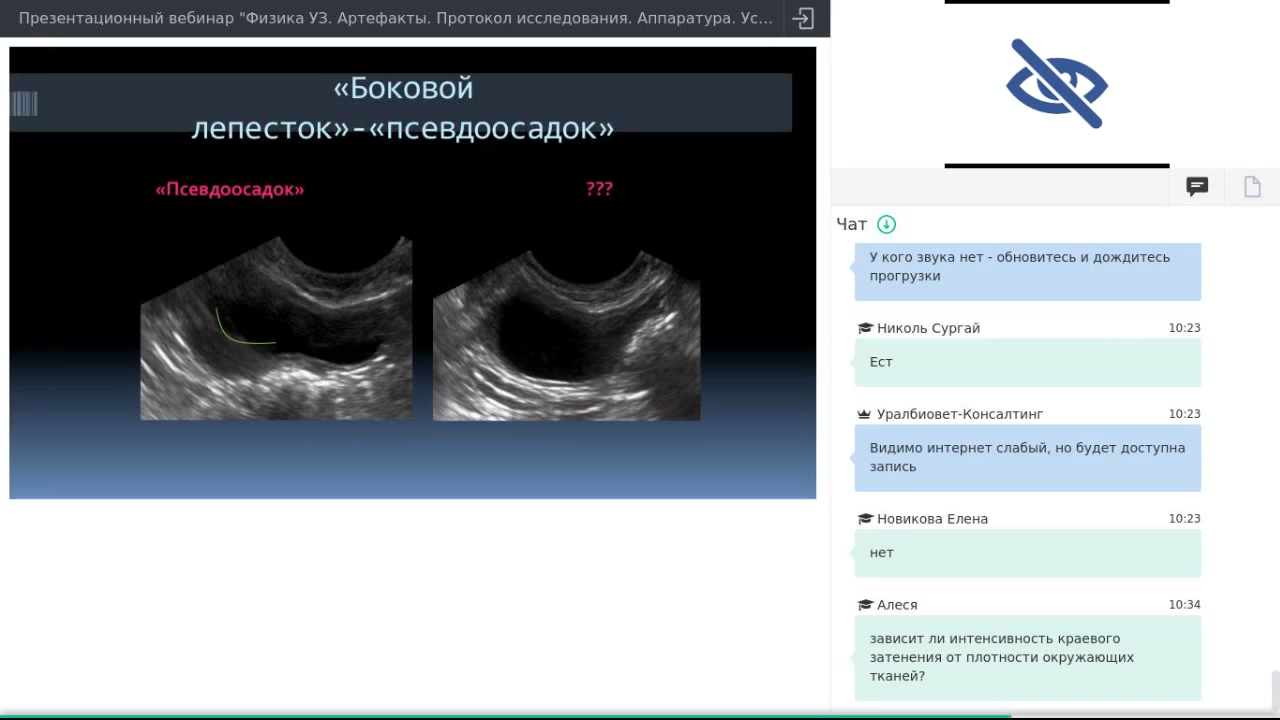 Презентационный вебинар "Физика УЗ. Артефакты. Протокол исследования. Аппаратура. Ус...
«Боковой
лепесток»-«псевдоосадок»
«Псевдоосадок»
???
Чат
У кого звука нет - обновитесь и дождитесь
прогрузки
Николь Сургай 10:23
Ест
Уралбиовет-Консалтинг 10:23
Видимо интернет слабый, но будет доступна
запись
Новикова Елена 10:23
нет
Алеся 10:34
зависит ли интенсивность краевого
затенения от плотности окружающих
тканей?